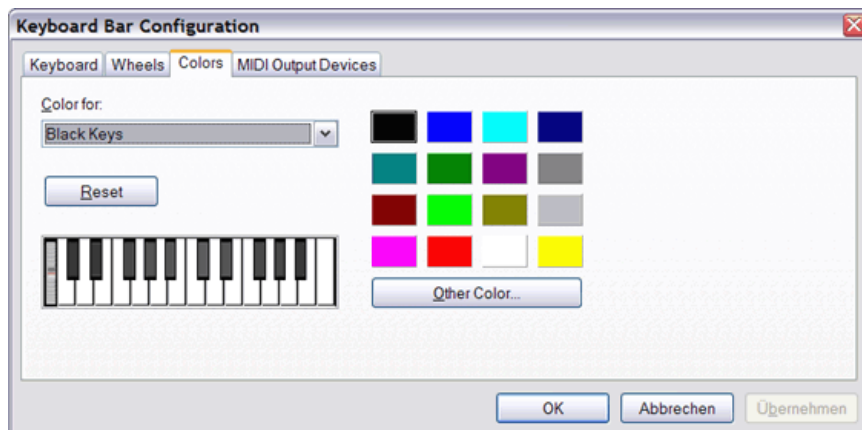 Keyboard Bar Configuration
Keyboard Wheels Colors MIDI Output Devices
Color for:
Black Keys
Reset
Other Color...
OK Abbrechen Übernehmen